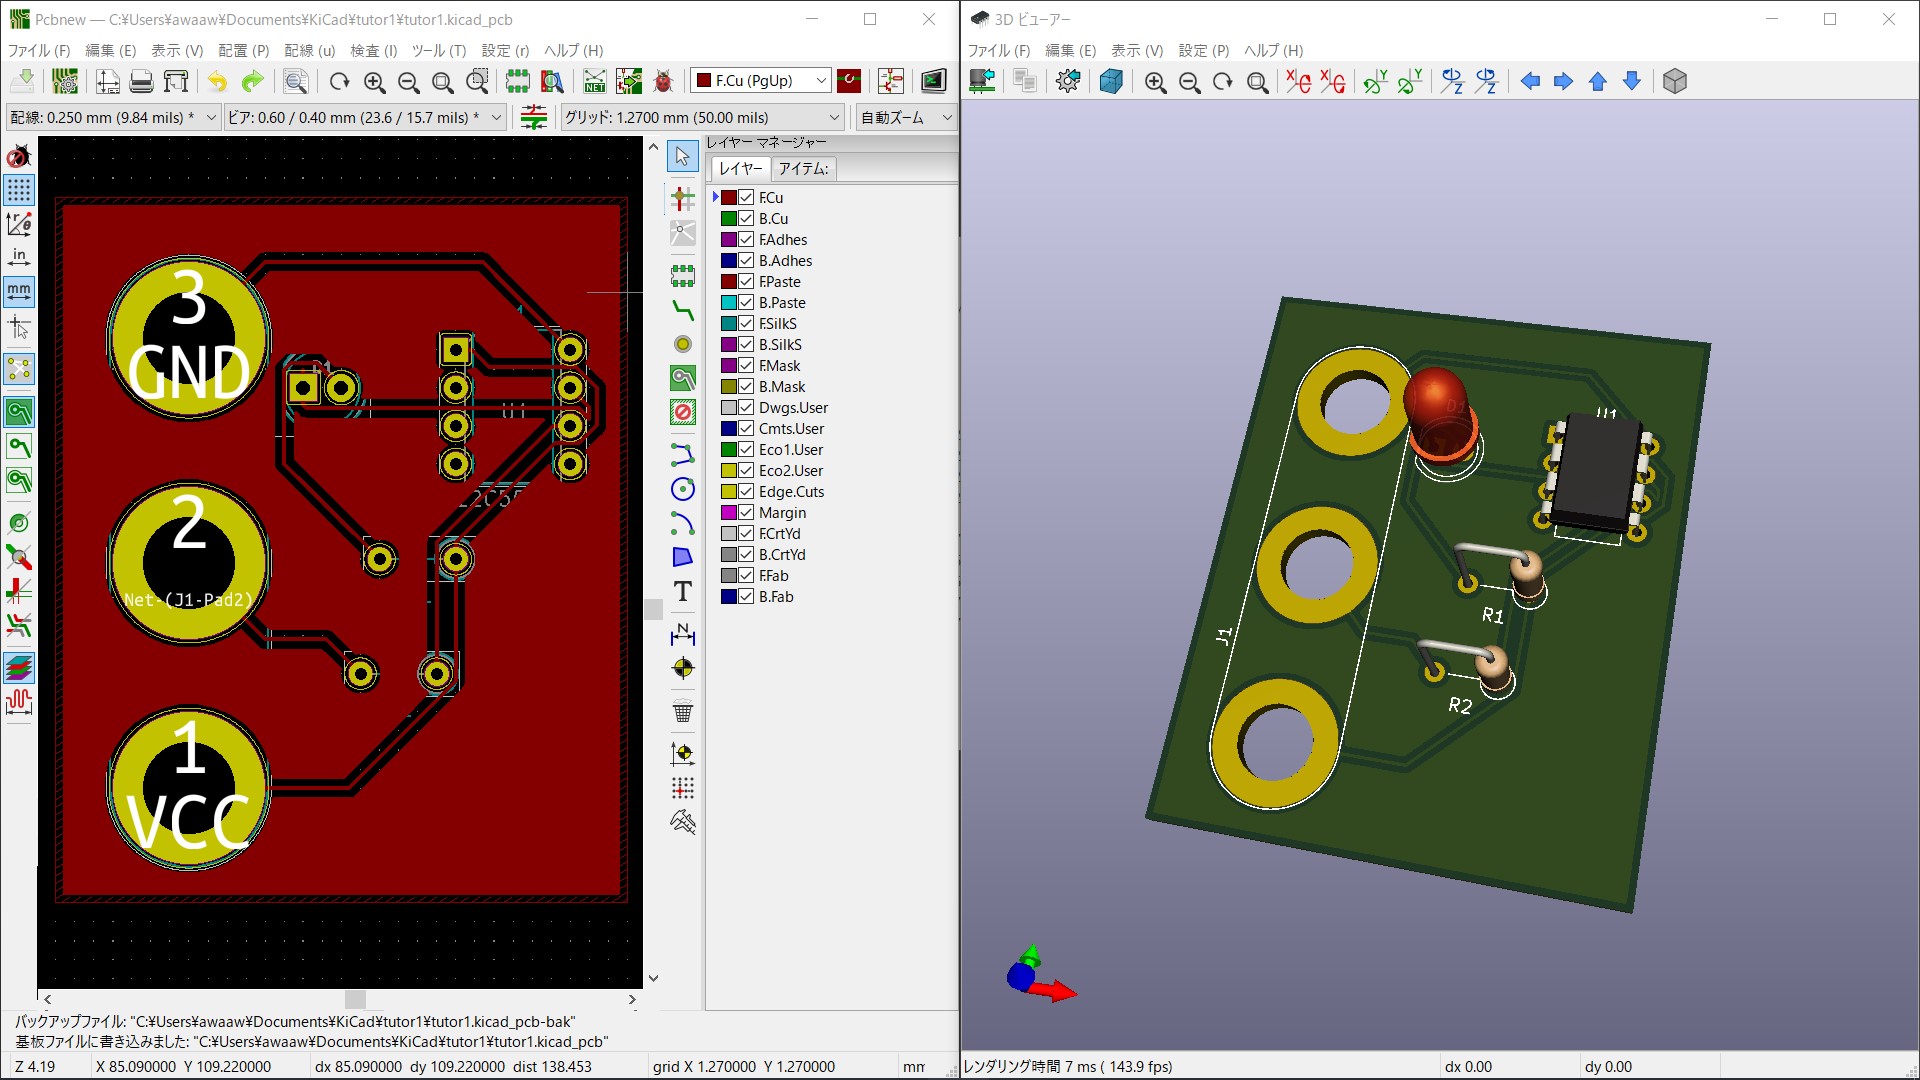 Pcbnew — C:¥Users¥awaaw¥Documents¥KiCad¥tutor1¥tutor1.kicad_pcb
ファイル (F) 編集 (E) 表示 (V) 配置 (P) 配線 (u) 検査 (I) ツール (T) 設定 (r) ヘルプ (H)
F.Cu (PgUp)
配線: 0.250 mm (9.84 mils) *
ビア: 0.60 / 0.40 mm (23.6 / 15.7 mils) *
グリッド: 1.2700 mm (50.00 mils)
自動ズーム
in
mm
NET
T
N
レイヤー マネージャー
レイヤー アイテム:
F.Cu
B.Cu
F.Adhes
B.Adhes
F.Paste
B.Paste
F.SilkS
B.SilkS
F.Mask
B.Mask
Dwgs.User
Cmts.User
Eco1.User
Eco2.User
Edge.Cuts
Margin
F.CrtYd
B.CrtYd
F.Fab
B.Fab
3
GND
2
Net-(J1-Pad2)
1
VCC
U1
バックアップファイル: "C:¥Users¥awaaw¥Documents¥KiCad¥tutor1¥tutor1.kicad_pcb-bak"
基板ファイルに書き込みました: "C:¥Users¥awaaw¥Documents¥KiCad¥tutor1¥tutor1.kicad_pcb"
Z 4.19
X 85.090000 Y 109.220000
dx 85.090000 dy 109.220000 dist 138.453
grid X 1.270000 Y 1.270000
mm
3D ビューアー
ファイル (F) 編集 (E) 表示 (V) 設定 (P) ヘルプ (H)
D1
U1
J1
R1
R2
レンダリング時間 7 ms ( 143.9 fps)
dx 0.00
dy 0.00